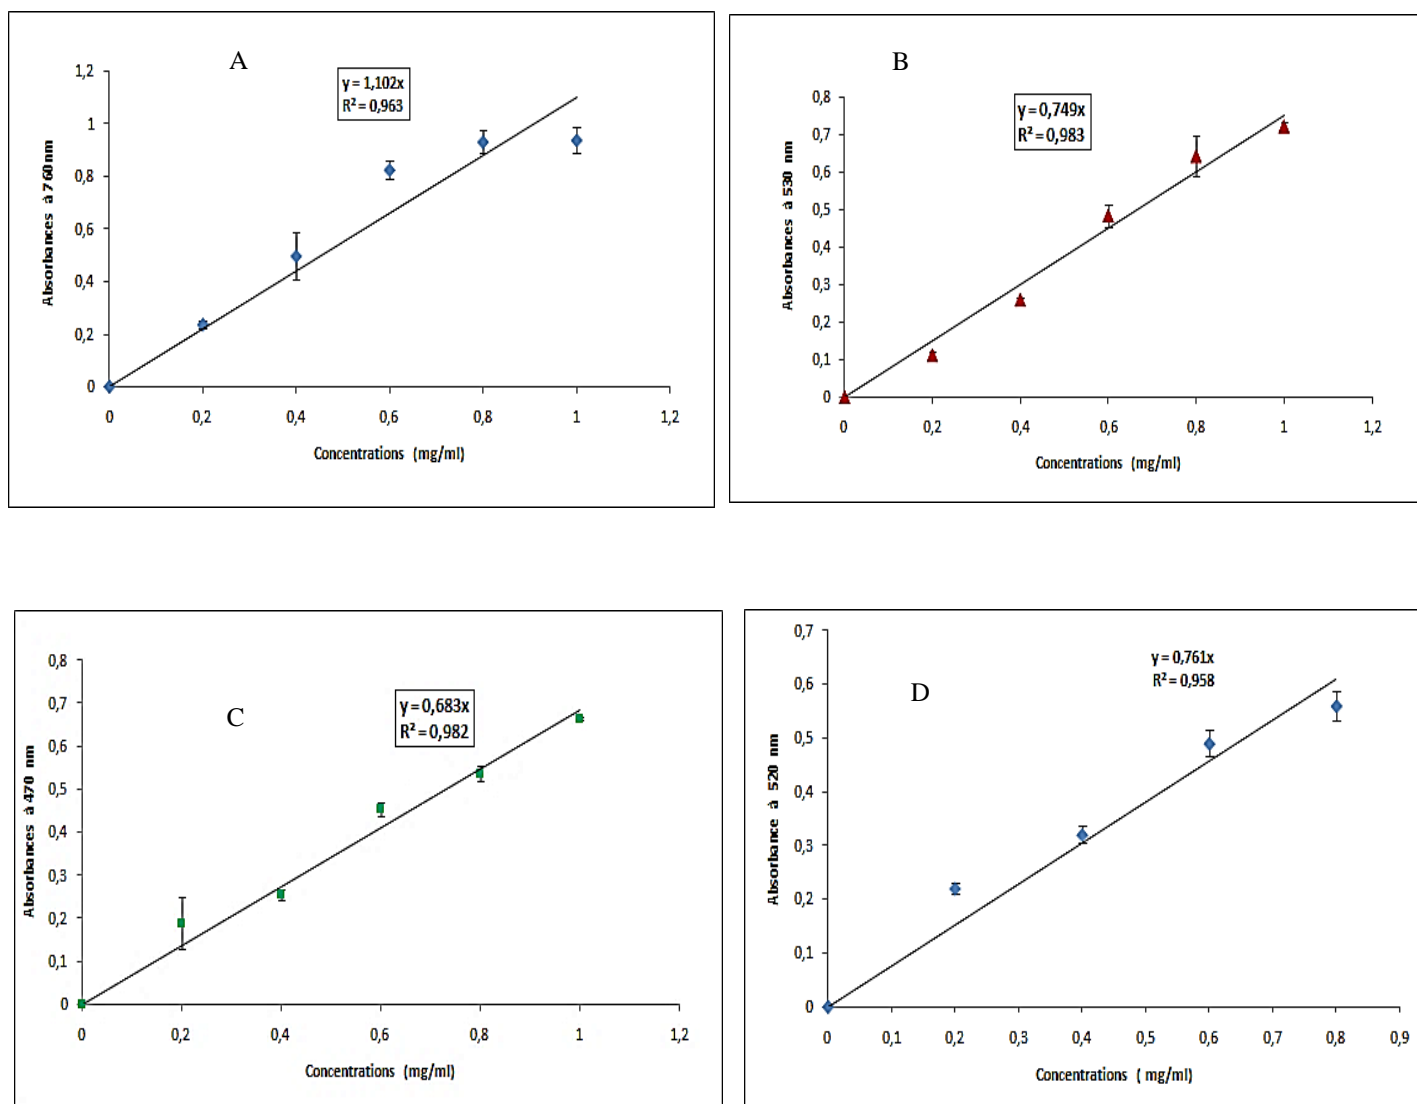 A
y = 1,102x
R² = 0,963
Absorbances à 760 nm
1,2
1
0,8
0,6
0,4
0,2
0
0 0,2 0,4 0,6 0,8 1 1,2
Concentrations (mg/ml)
B
y = 0,749x
R² = 0,983
Absorbances à 530 nm
0,8
0,7
0,6
0,5
0,4
0,3
0,2
0,1
0
0 0,2 0,4 0,6 0,8 1 1,2
Concentrations (mg/ml)
C
y = 0,683x
R² = 0,982
Absorbances à 470 nm
0,8
0,7
0,6
0,5
0,4
0,3
0,2
0,1
0
0 0,2 0,4 0,6 0,8 1 1,2
Concentrations (mg/ml)
D
y = 0,761x
R² = 0,958
Absorbance à 520 nm
0,7
0,6
0,5
0,4
0,3
0,2
0,1
0
0 0,1 0,2 0,3 0,4 0,5 0,6 0,7 0,8 0,9
Concentrations ( mg/ml)